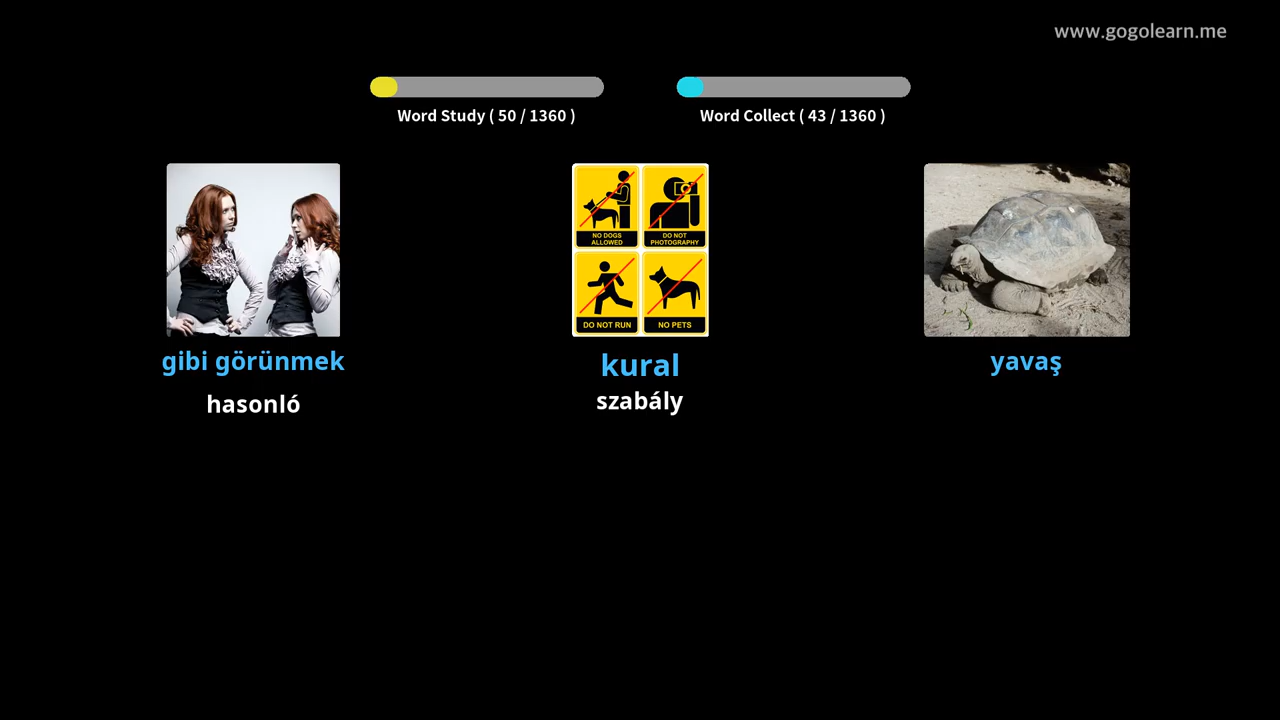 www.gogolearn.me
Word Study ( 50 / 1360 )
Word Collect ( 43 / 1360 )
NO DOGS
ALLOWED
DO NOT
PHOTOGRAPHY
DO NOT RUN
NO PETS
gibi görünmek
kural
yavaş
hasonló
szabály